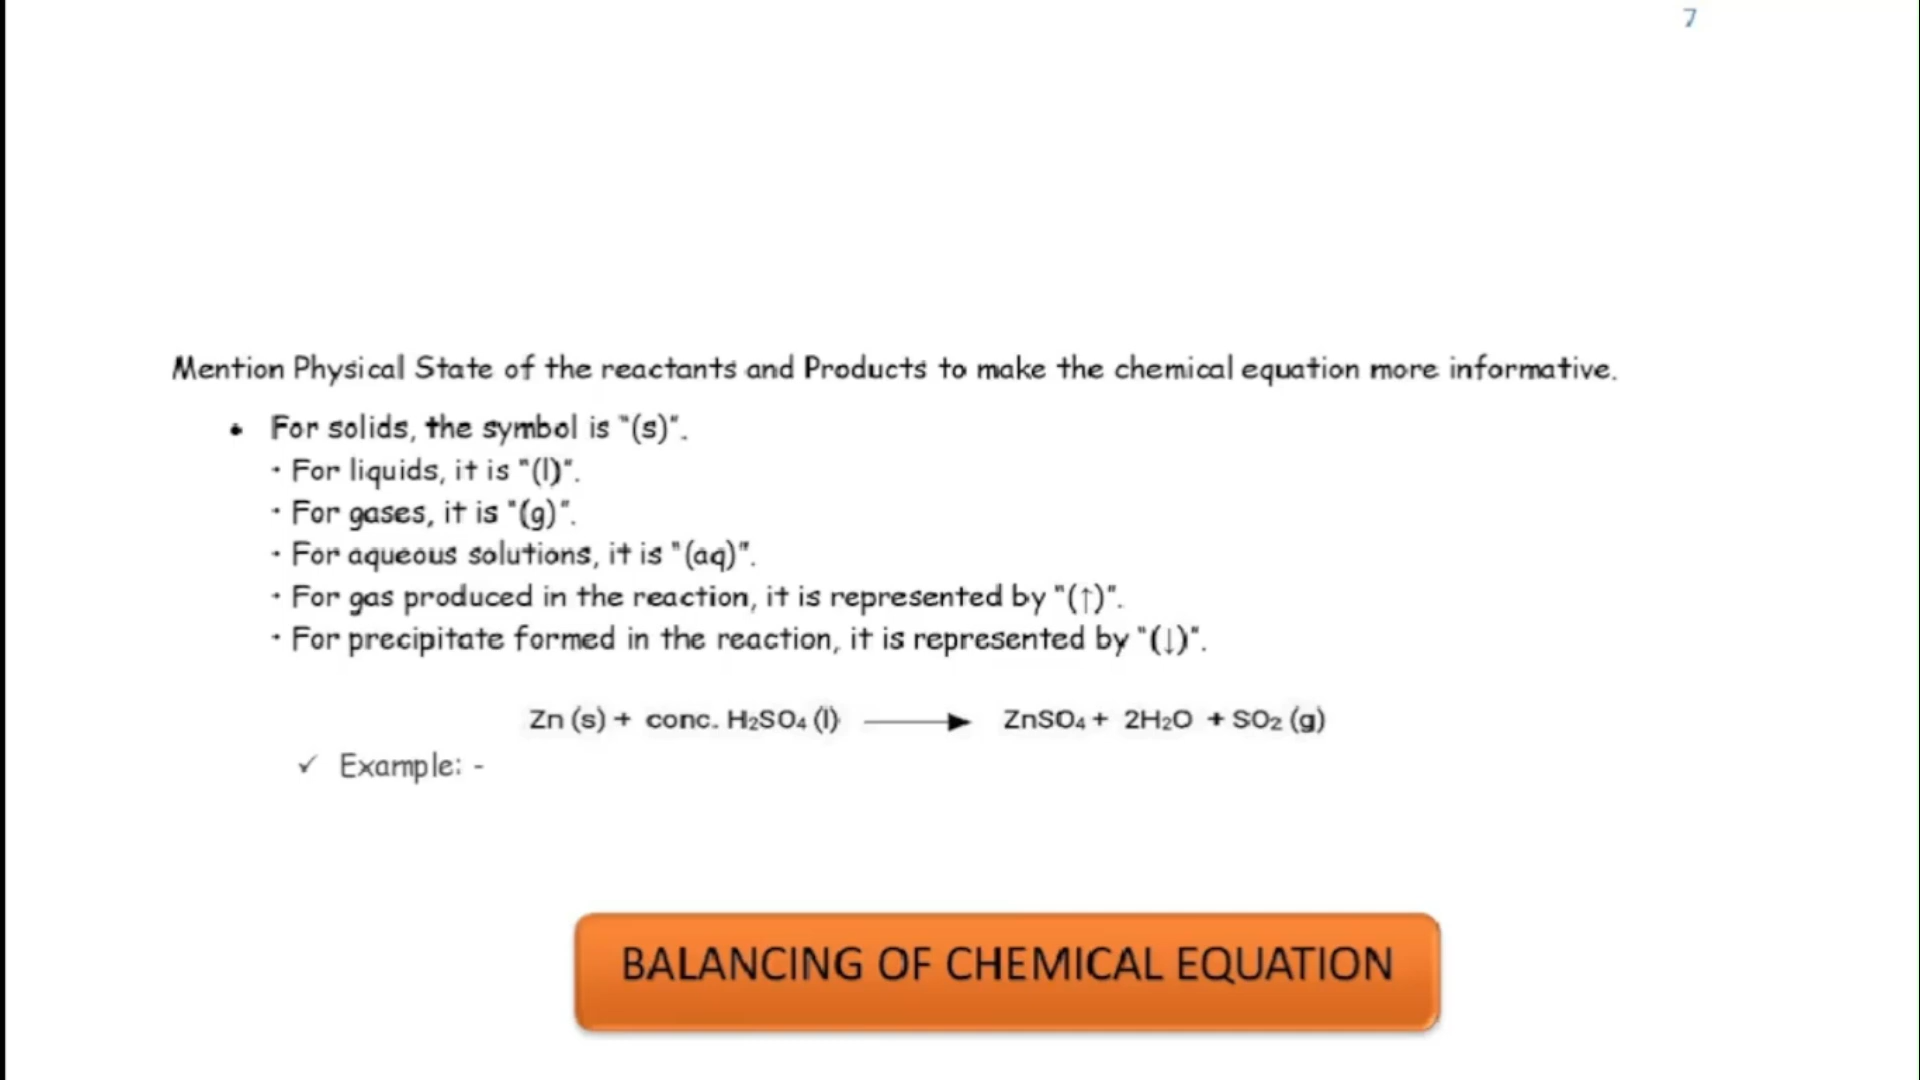 7
Mention Physical State of the reactants and Products to make the chemical equation more informative.
• For solids, the symbol is "(s)".
· For liquids, it is "(l)".
· For gases, it is "(g)".
· For aqueous solutions, it is "(aq)".
· For gas produced in the reaction, it is represented by "(↑)".
· For precipitate formed in the reaction, it is represented by "(↓)".
Zn (s) + conc. H₂SO₄ (l) ⟶ ZnSO₄ + 2H₂O + SO₂ (g)
✓ Example: -
BALANCING OF CHEMICAL EQUATION